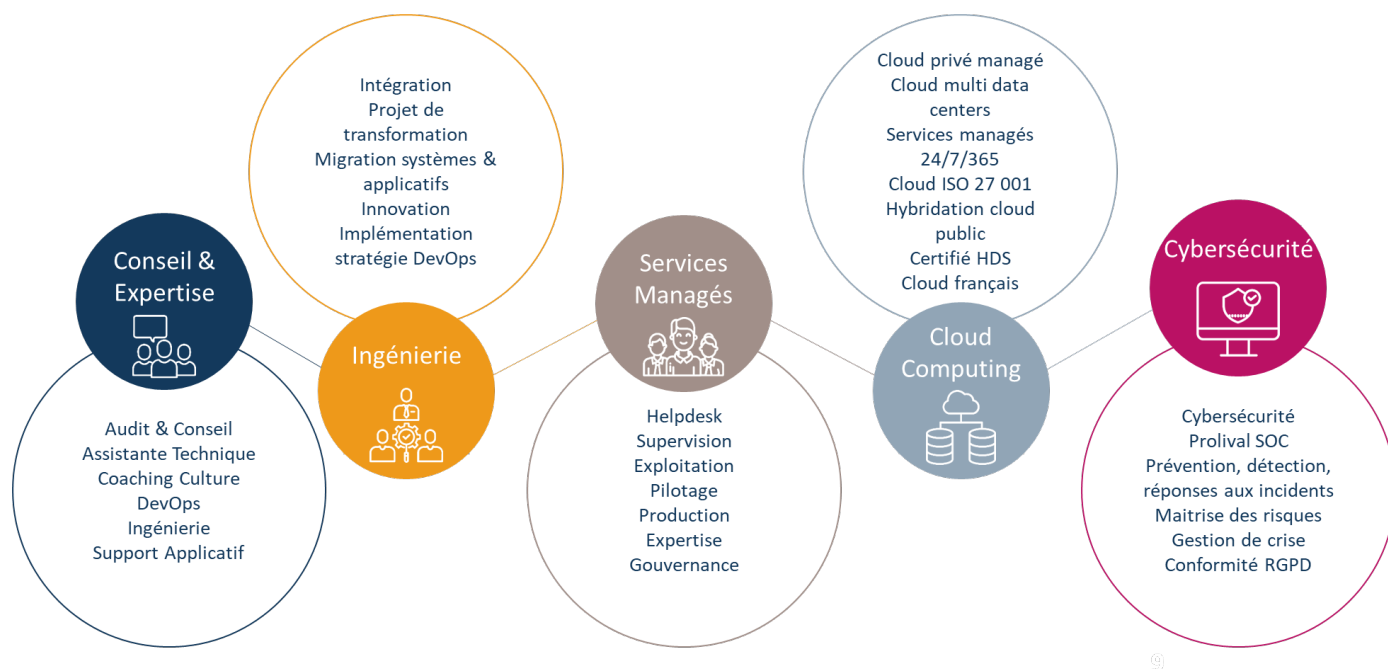 Conseil &
Expertise
Audit & Conseil
Assistante Technique
Coaching Culture
DevOps
Ingénierie
Support Applicatif
Intégration
Projet de
transformation
Migration systèmes &
applicatifs
Innovation
Implémentation
stratégie DevOps
Ingénierie
Services
Managés
Helpdesk
Supervision
Exploitation
Pilotage
Production
Expertise
Gouvernance
Cloud privé managé
Cloud multi data
centers
Services managés
24/7/365
Cloud ISO 27 001
Hybridation cloud
public
Certifié HDS
Cloud français
Cloud
Computing
Cybersécurité
Cybersécurité
Prolival SOC
Prévention, détection,
réponses aux incidents
Maitrise des risques
Gestion de crise
Conformité RGPD
9